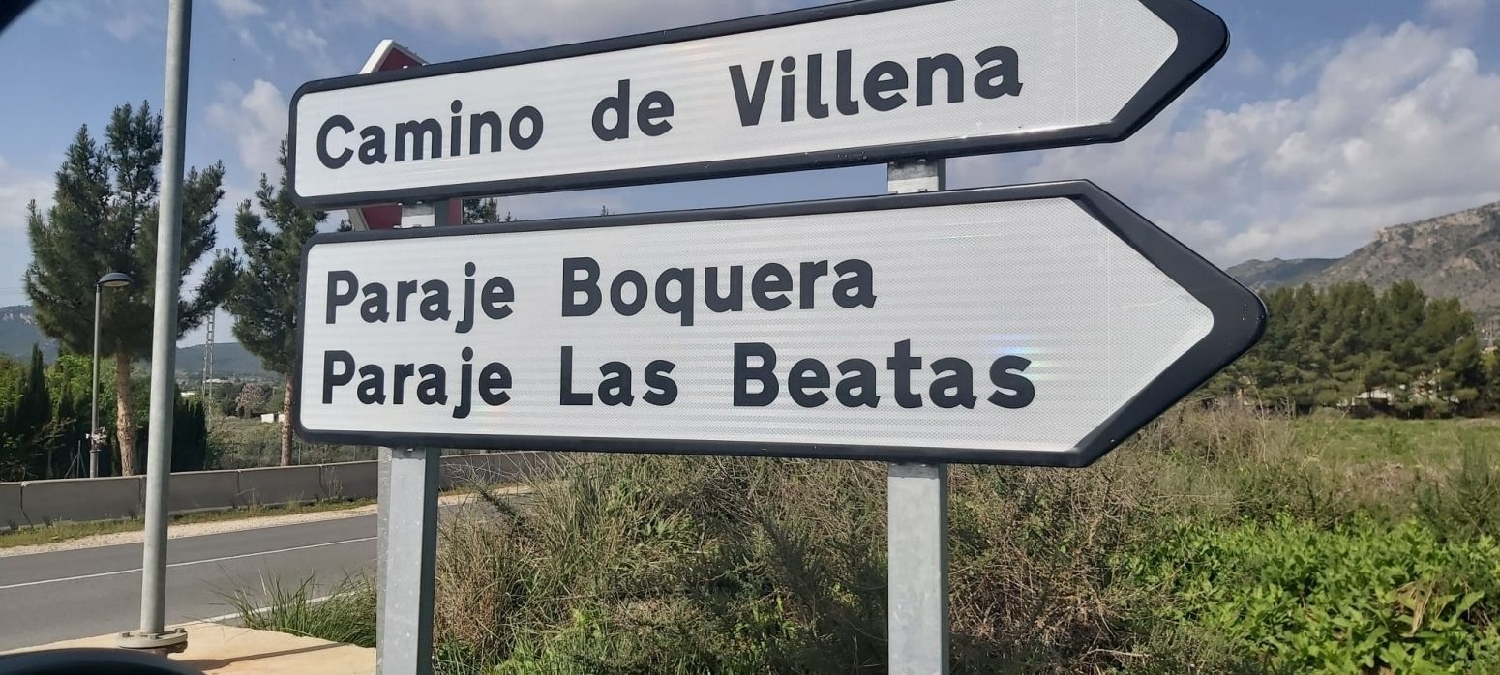 Camino de Villena
Paraje Boquera
Paraje Las Beatas